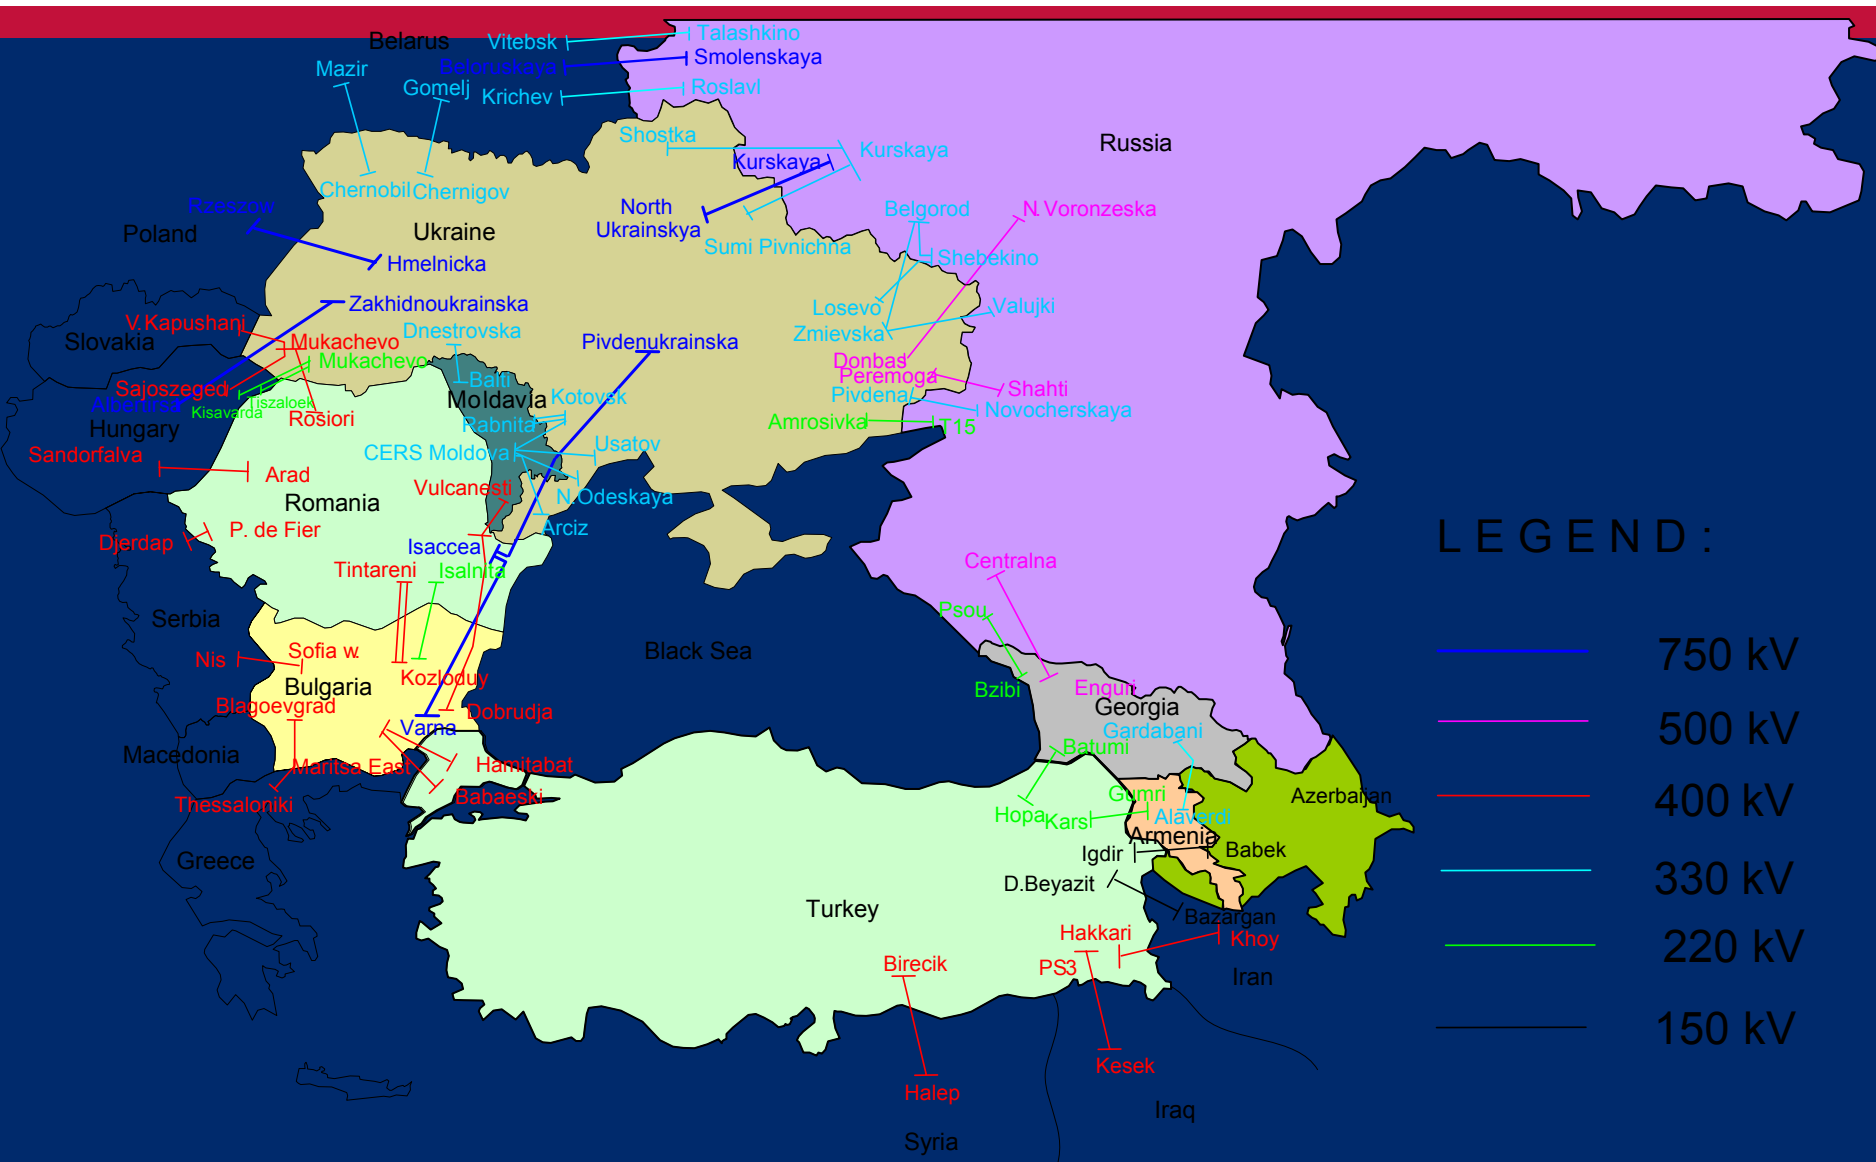 Belarus
Vitebsk
Talashkino
Beloruskaya
Smolenskaya
Mazir
Gomelj
Krichev
Roslavl
Shostka
Kurskaya
Kurskaya
Russia
Chernobil
Chernigov
Rzeszow
Poland
Ukraine
North
Ukrainskya
Sumi Pivnichna
Belgorod
N.Voronzeska
Hmelnicka
Shebekino
Zakhidnoukrainska
Losevo
Valujki
V.Kapushani
Slovakia
Mukachevo
Dnestrovska
Pivdenukrainska
Zmievska
Mukachevo
Donbas
Peremoga
Shahti
Sajoszeged
Albertirsa
Kisavarda
Tiszaloek
Rosiori
Balti
Moldavia
Kotovsk
Pivdena
Novocherskaya
Hungary
Rabnita
Amrosivka
T15
Sandorfalva
Arad
CERS Moldova
Usatov
Romania
Vulcanesti
N.Odeskaya
Djerdap
P. de Fier
Arciz
LEGEND:
Isaccea
Tintareni
Isalnita
Centralna
Psou
Serbia
Black Sea
Nis
Sofia w.
Bulgaria
Kozloduy
Bzibi
Enguri
750 kV
Blagoevgrad
Varna
Dobrudja
Georgia
Gardabani
500 kV
Macedonia
Maritsa East
Hamitabat
Batumi
Thessaloniki
Babaeski
Hopa
Kars
Gumri
Alaverdi
Azerbaijan
400 kV
Armenia
Greece
Igdir
Babek
D.Beyazit
330 kV
Turkey
Bazargan
Hakkari
Khoy
220 kV
Birecik
PS3
Iran
150 kV
Kesek
Halep
Iraq
Syria